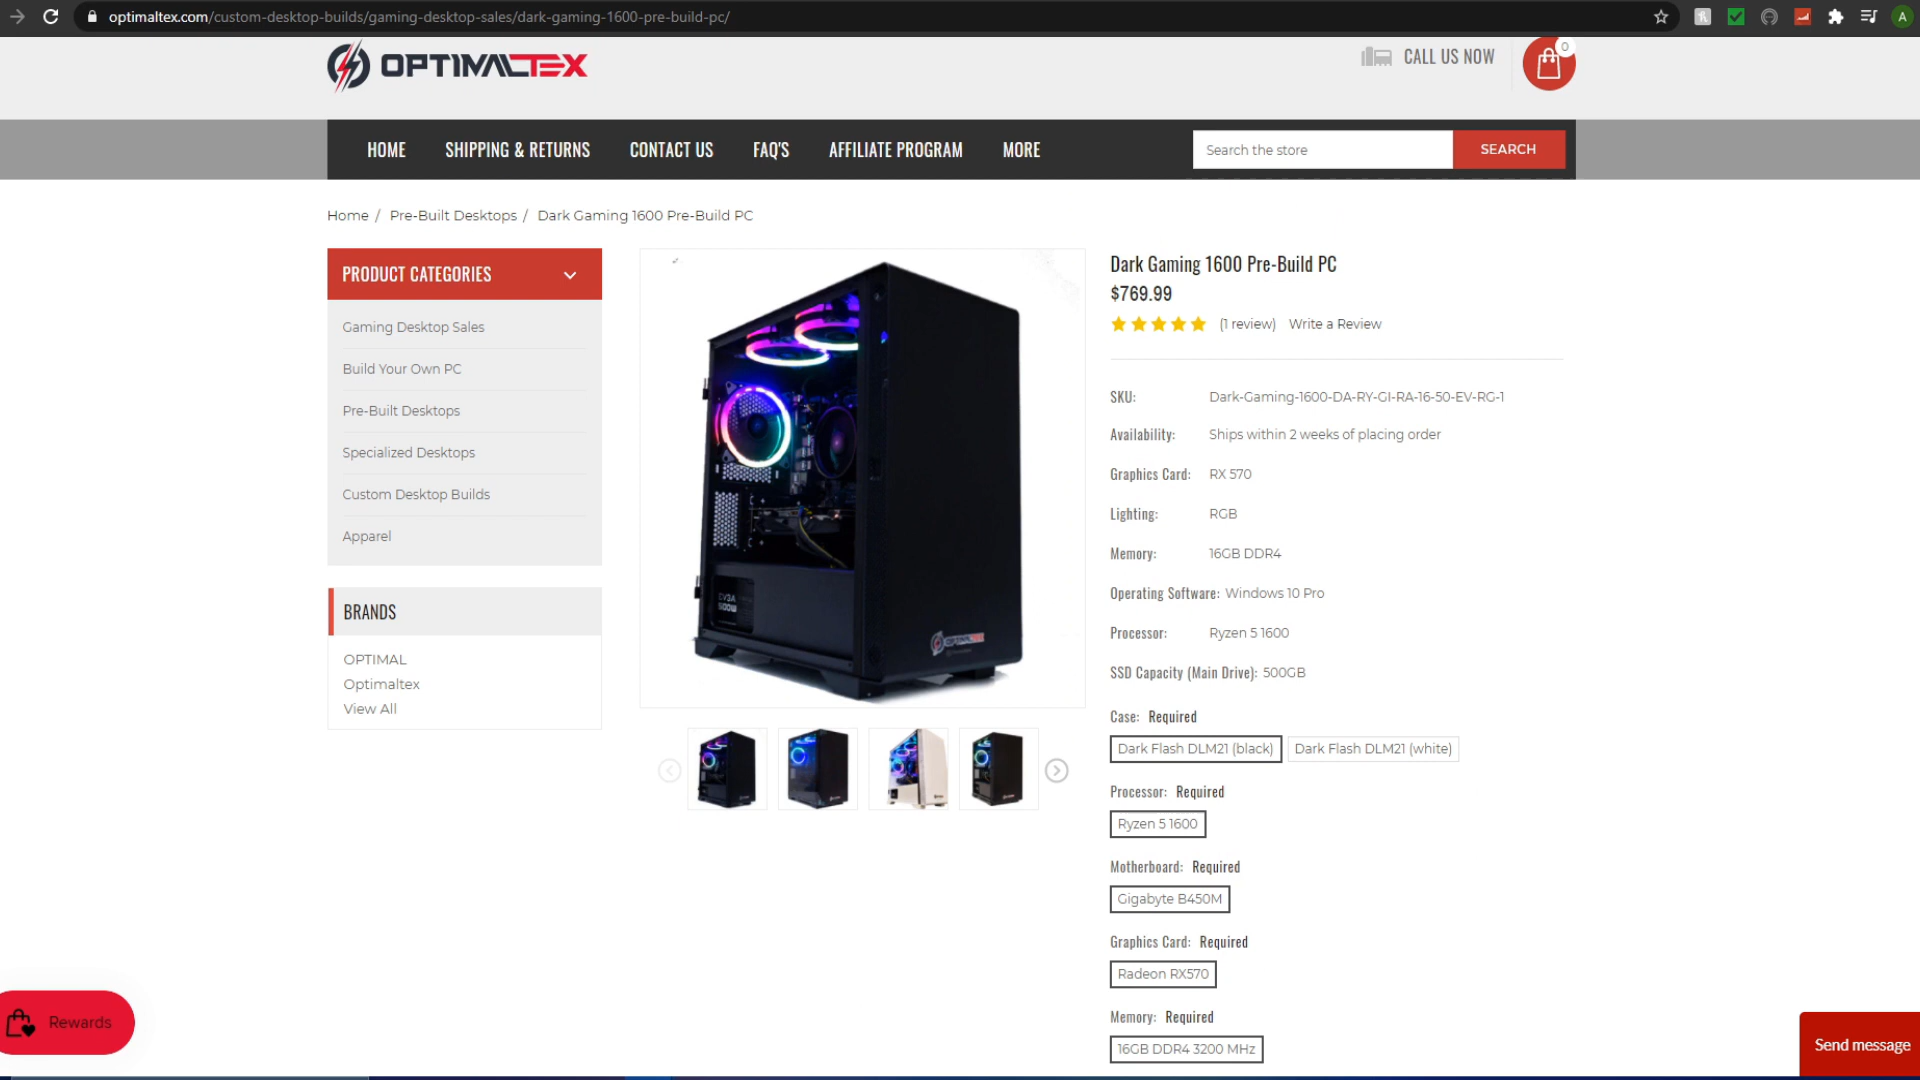 optimaltex.com/custom-desktop-builds/gaming-desktop-sales/dark-gaming-1600-pre-build-pc/
A
OPTIMALTEX
CALL US NOW
0
HOME SHIPPING & RETURNS CONTACT US FAQ'S AFFILIATE PROGRAM MORE
Search the store
SEARCH
Home / Pre-Built Desktops / Dark Gaming 1600 Pre-Build PC
PRODUCT CATEGORIES
Gaming Desktop Sales
Build Your Own PC
Pre-Built Desktops
Specialized Desktops
Custom Desktop Builds
Apparel
BRANDS
OPTIMAL
Optimaltex
View All
EVGA
500W
OPTIMALTEX
Dark Gaming 1600 Pre-Build PC
$769.99
(1 review) Write a Review
SKU: Dark-Gaming-1600-DA-RY-GI-RA-16-50-EV-RG-1
Availability: Ships within 2 weeks of placing order
Graphics Card: RX 570
Lighting: RGB
Memory: 16GB DDR4
Operating Software: Windows 10 Pro
Processor: Ryzen 5 1600
SSD Capacity (Main Drive): 500GB
Case: Required
Dark Flash DLM21 (black) Dark Flash DLM21 (white)
Processor: Required
Ryzen 5 1600
Motherboard: Required
Gigabyte B450M
Graphics Card: Required
Radeon RX570
Memory: Required
16GB DDR4 3200 MHz
Rewards
Send message